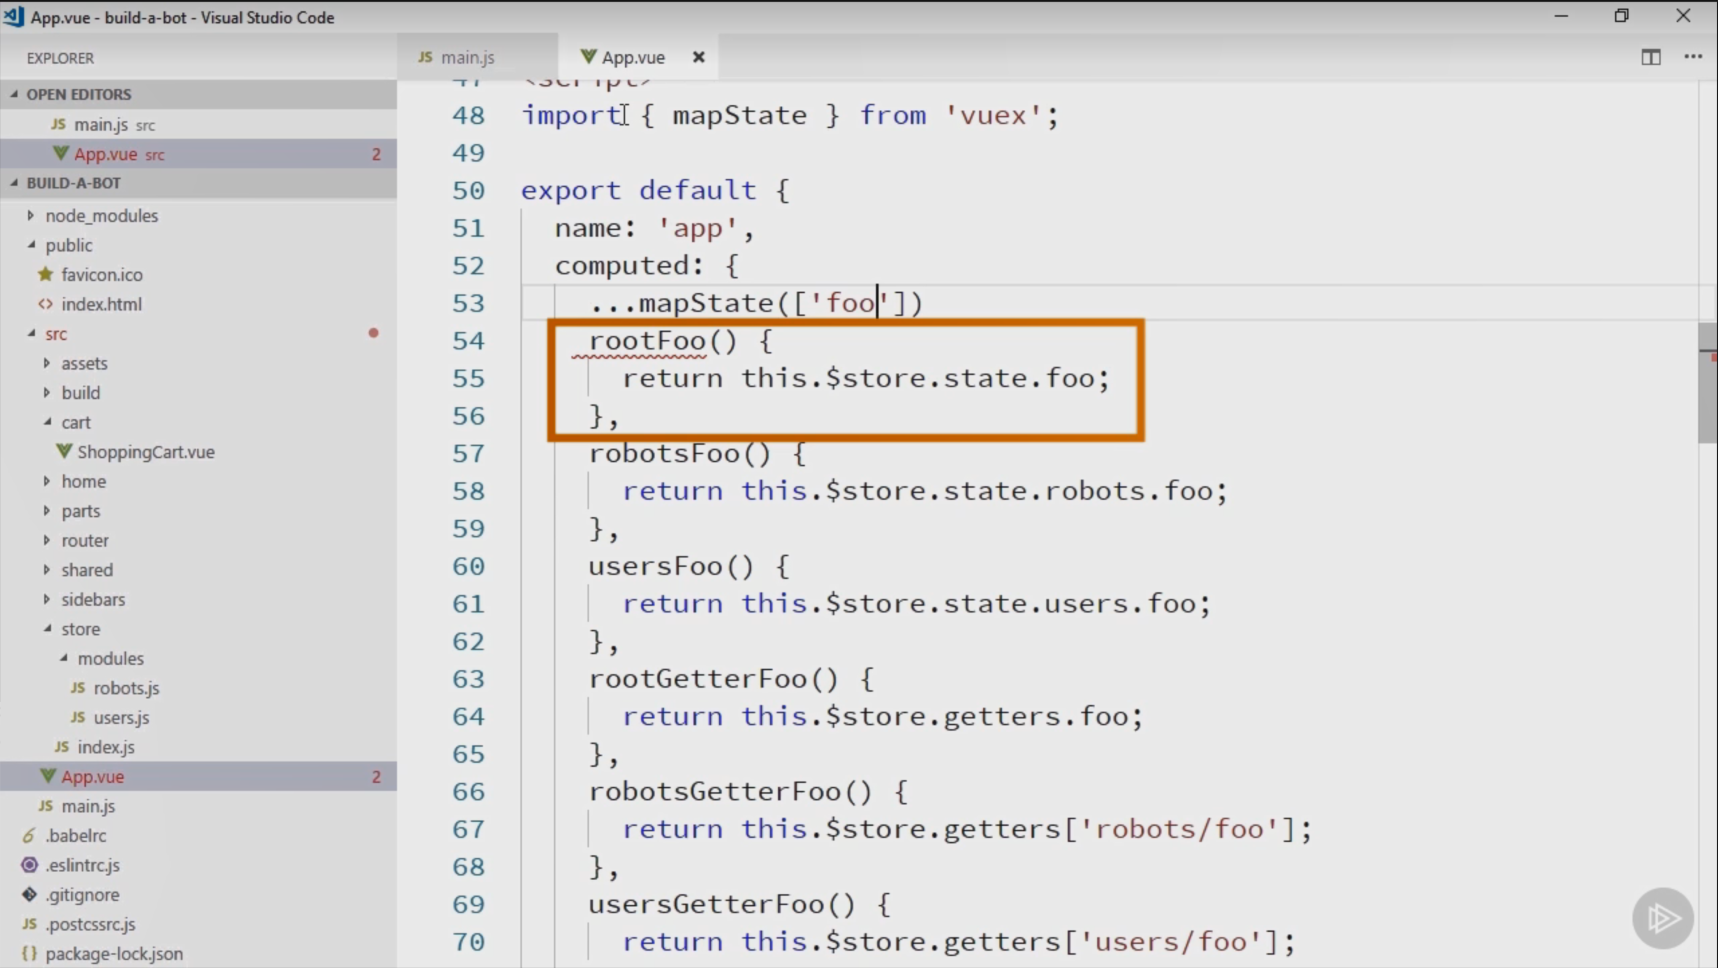 App.vue - build-a-bot - Visual Studio Code
EXPLORER
JS main.js
App.vue
OPEN EDITORS
JS main.js src
App.vue src 2
BUILD-A-BOT
node_modules
public
favicon.ico
<> index.html
src
assets
build
cart
ShoppingCart.vue
home
parts
router
shared
sidebars
store
modules
JS robots.js
JS users.js
JS index.js
App.vue 2
JS main.js
6 .babelrc
.eslintrc.js
.gitignore
JS .postcssrc.js
{} package-lock.json
47 <script>
48 import { mapState } from 'vuex';
49
50 export default {
51 name: 'app',
52 computed: {
53 ...mapState(['foo'])
54 rootFoo() {
55 return this.$store.state.foo;
56 },
57 robotsFoo() {
58 return this.$store.state.robots.foo;
59 },
60 usersFoo() {
61 return this.$store.state.users.foo;
62 },
63 rootGetterFoo() {
64 return this.$store.getters.foo;
65 },
66 robotsGetterFoo() {
67 return this.$store.getters['robots/foo'];
68 },
69 usersGetterFoo() {
70 return this.$store.getters['users/foo'];